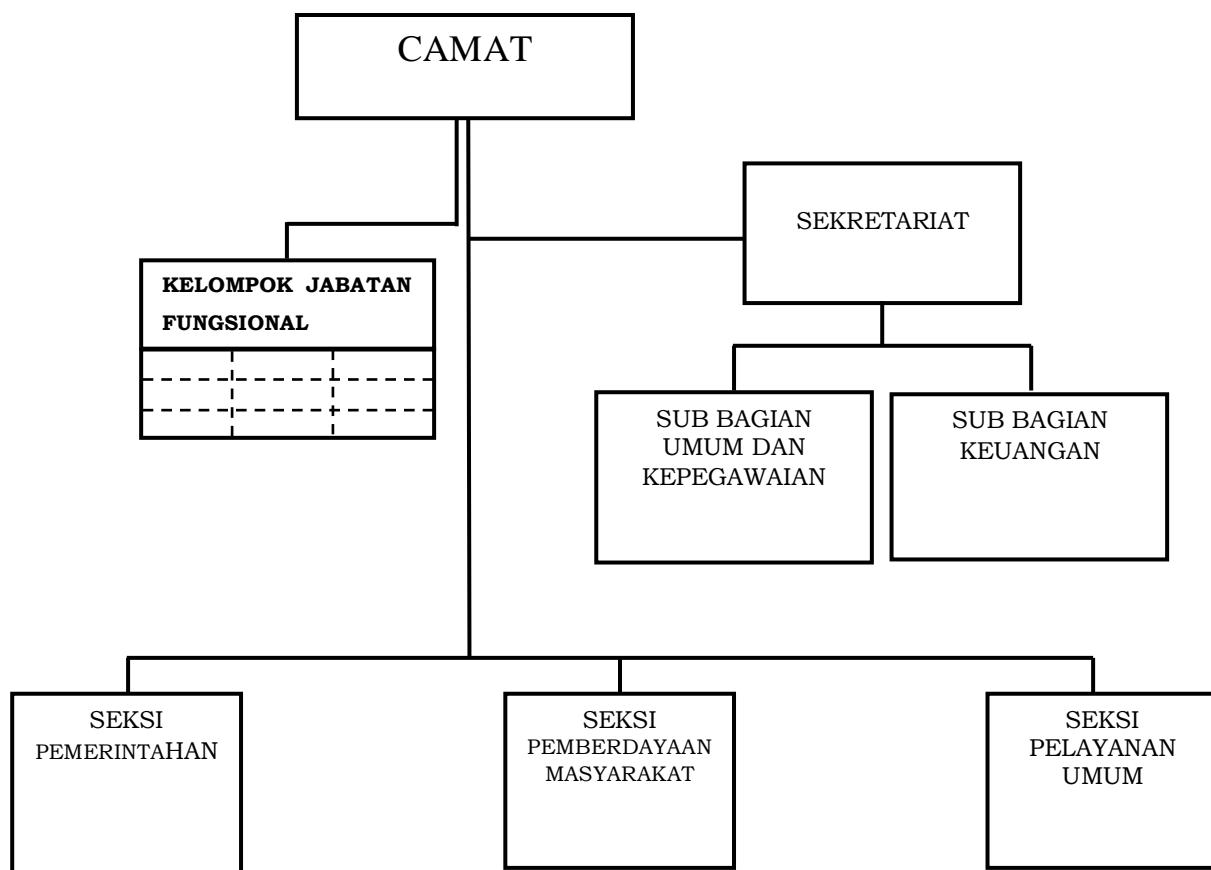 CAMAT
SEKRETARIAT
KELOMPOK JABATAN
FUNGSIONAL
SUB BAGIAN
UMUM DAN
KEPEGAWAIAN
SUB BAGIAN
KEUANGAN
SEKSI
PEMERINTAHAN
SEKSI
PEMBERDAYAAN
MASYARAKAT
SEKSI
PELAYANAN
UMUM